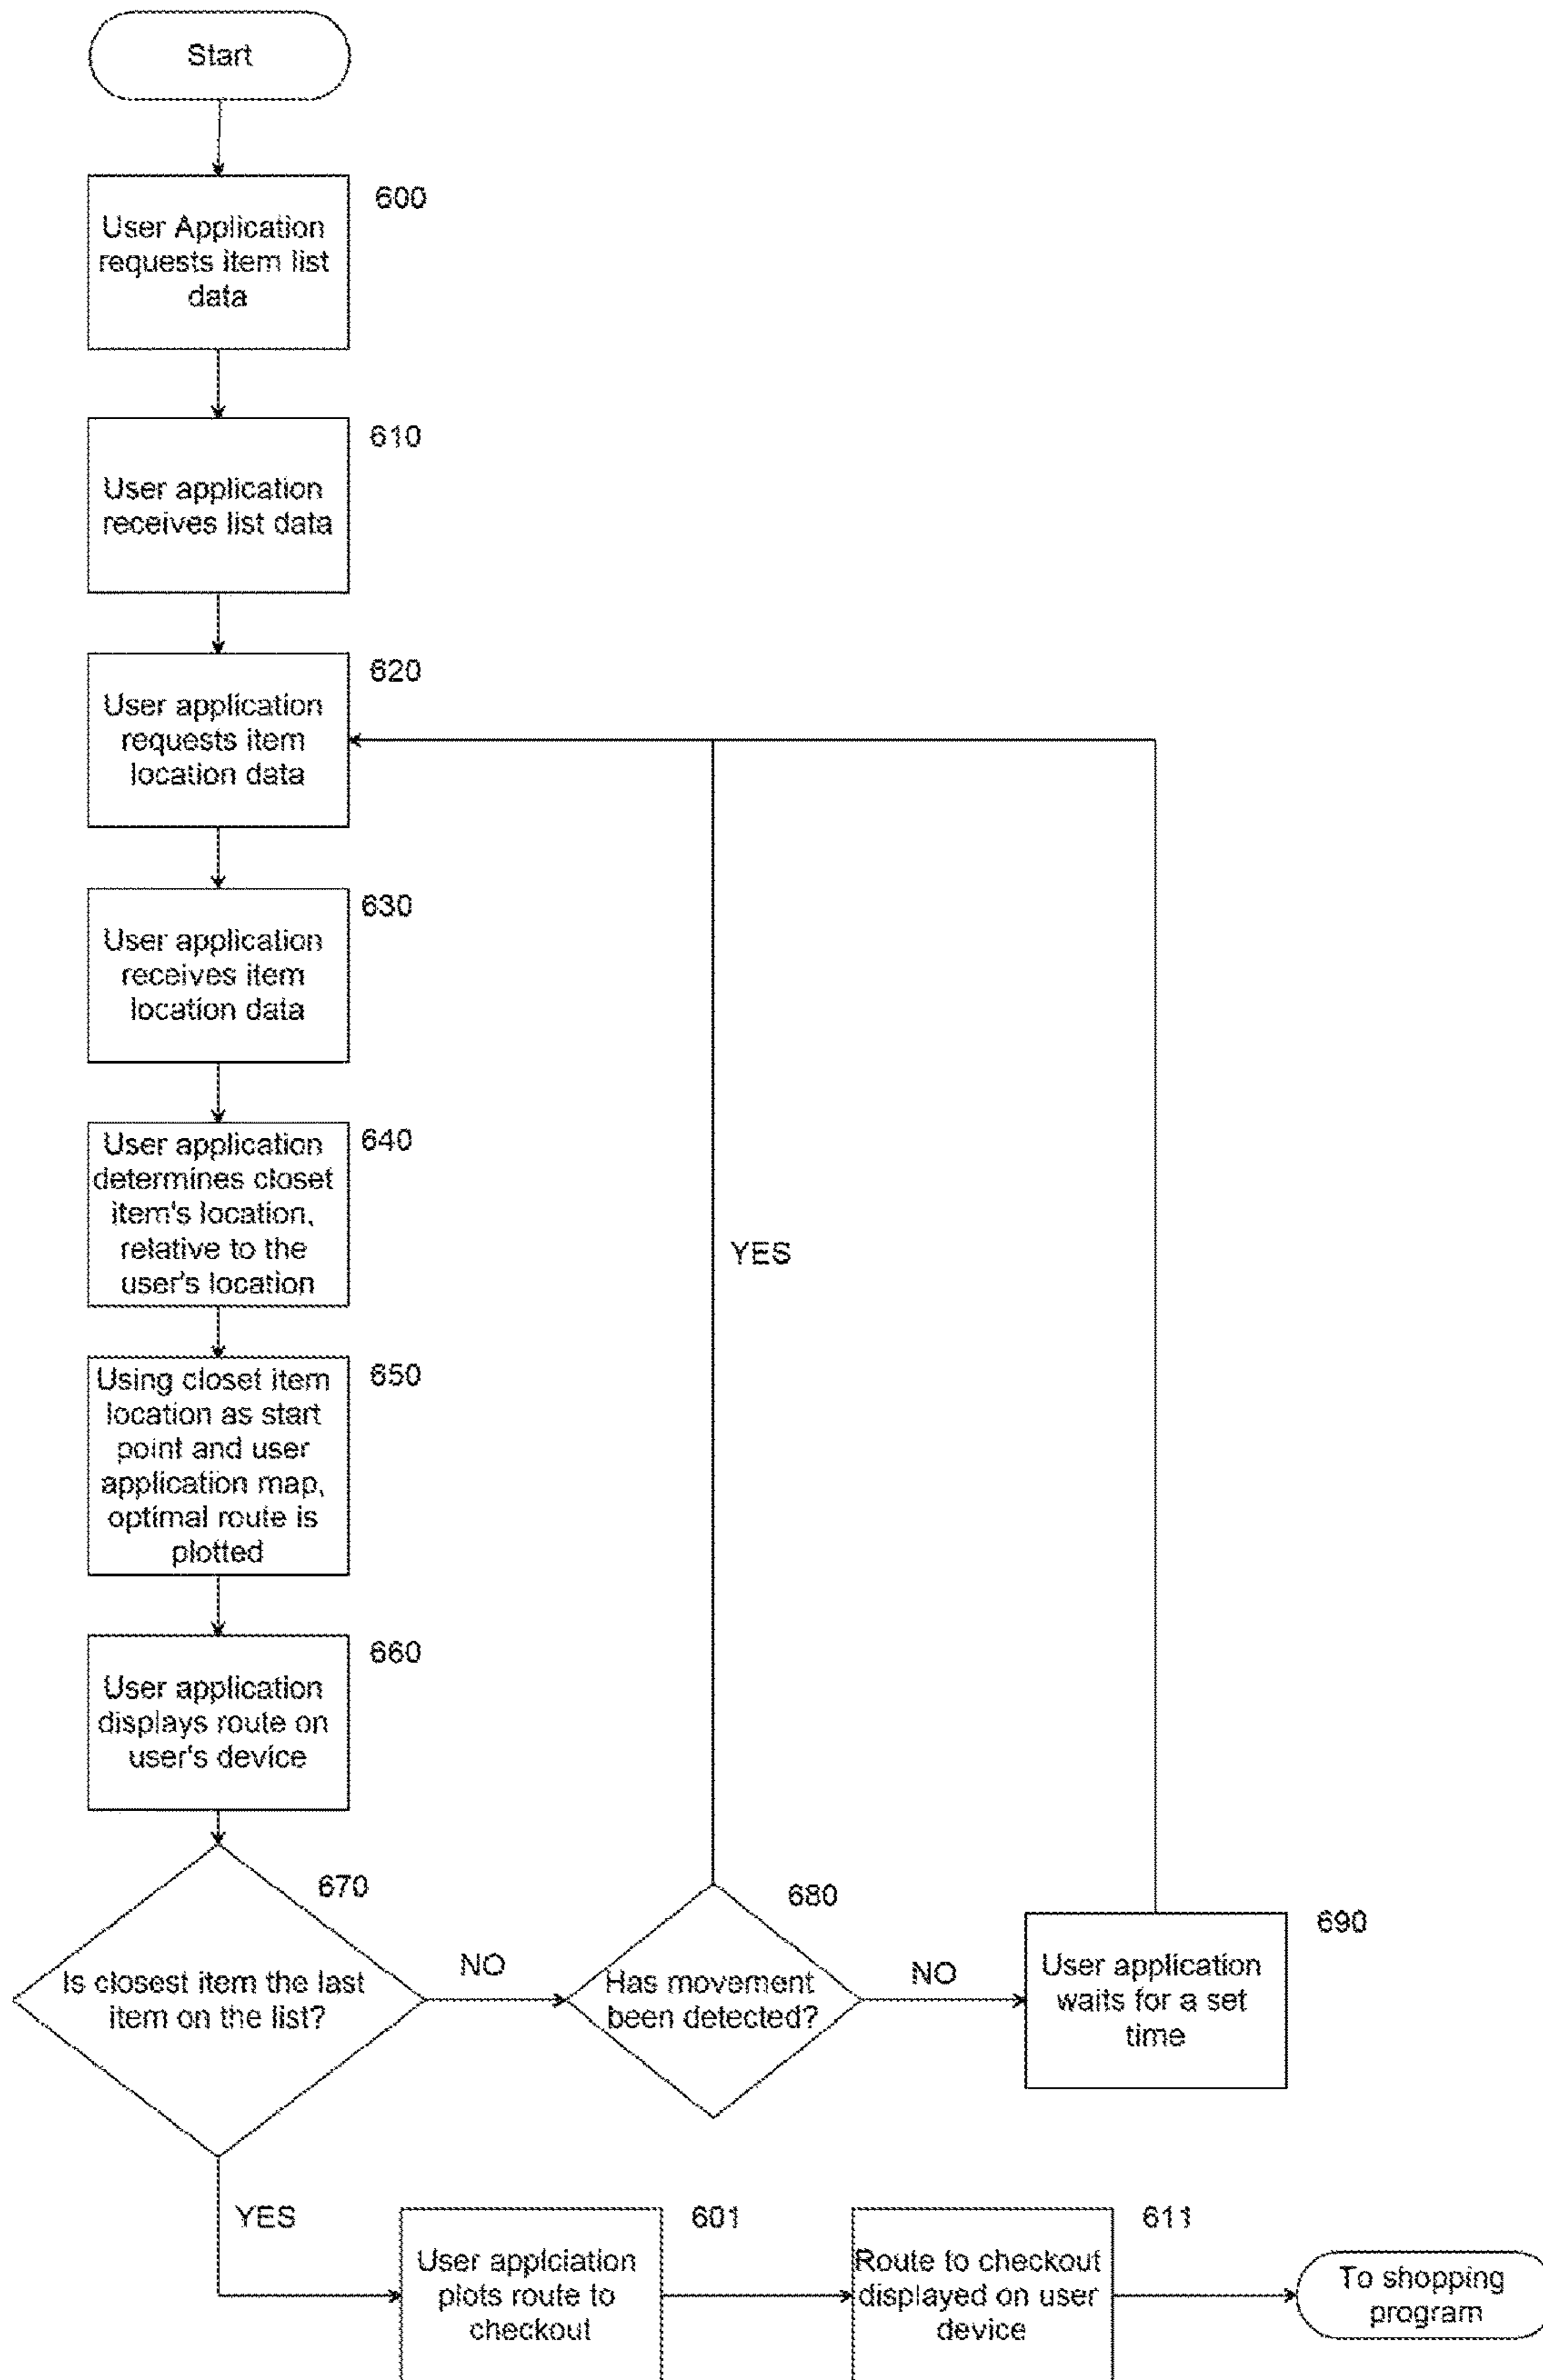 Start
600
User Application
requests item list
data
610
User application
receives list data
620
User application
requests item
location data
630
User application
receives item
location data
640
User application
determines closet
item's location,
relative to the
user's location
650
Using closet item
location as start
point and user
application map,
optimal route is
plotted
660
User application
displays route on
user's device
670
Is closest item the last
item on the list?
NO
680
Has movement
been detected?
YES
NO
690
User application
waits for a set
time
YES
601
User applciation
plots route to
checkout
611
Route to checkout
displayed on user
device
To shopping
program